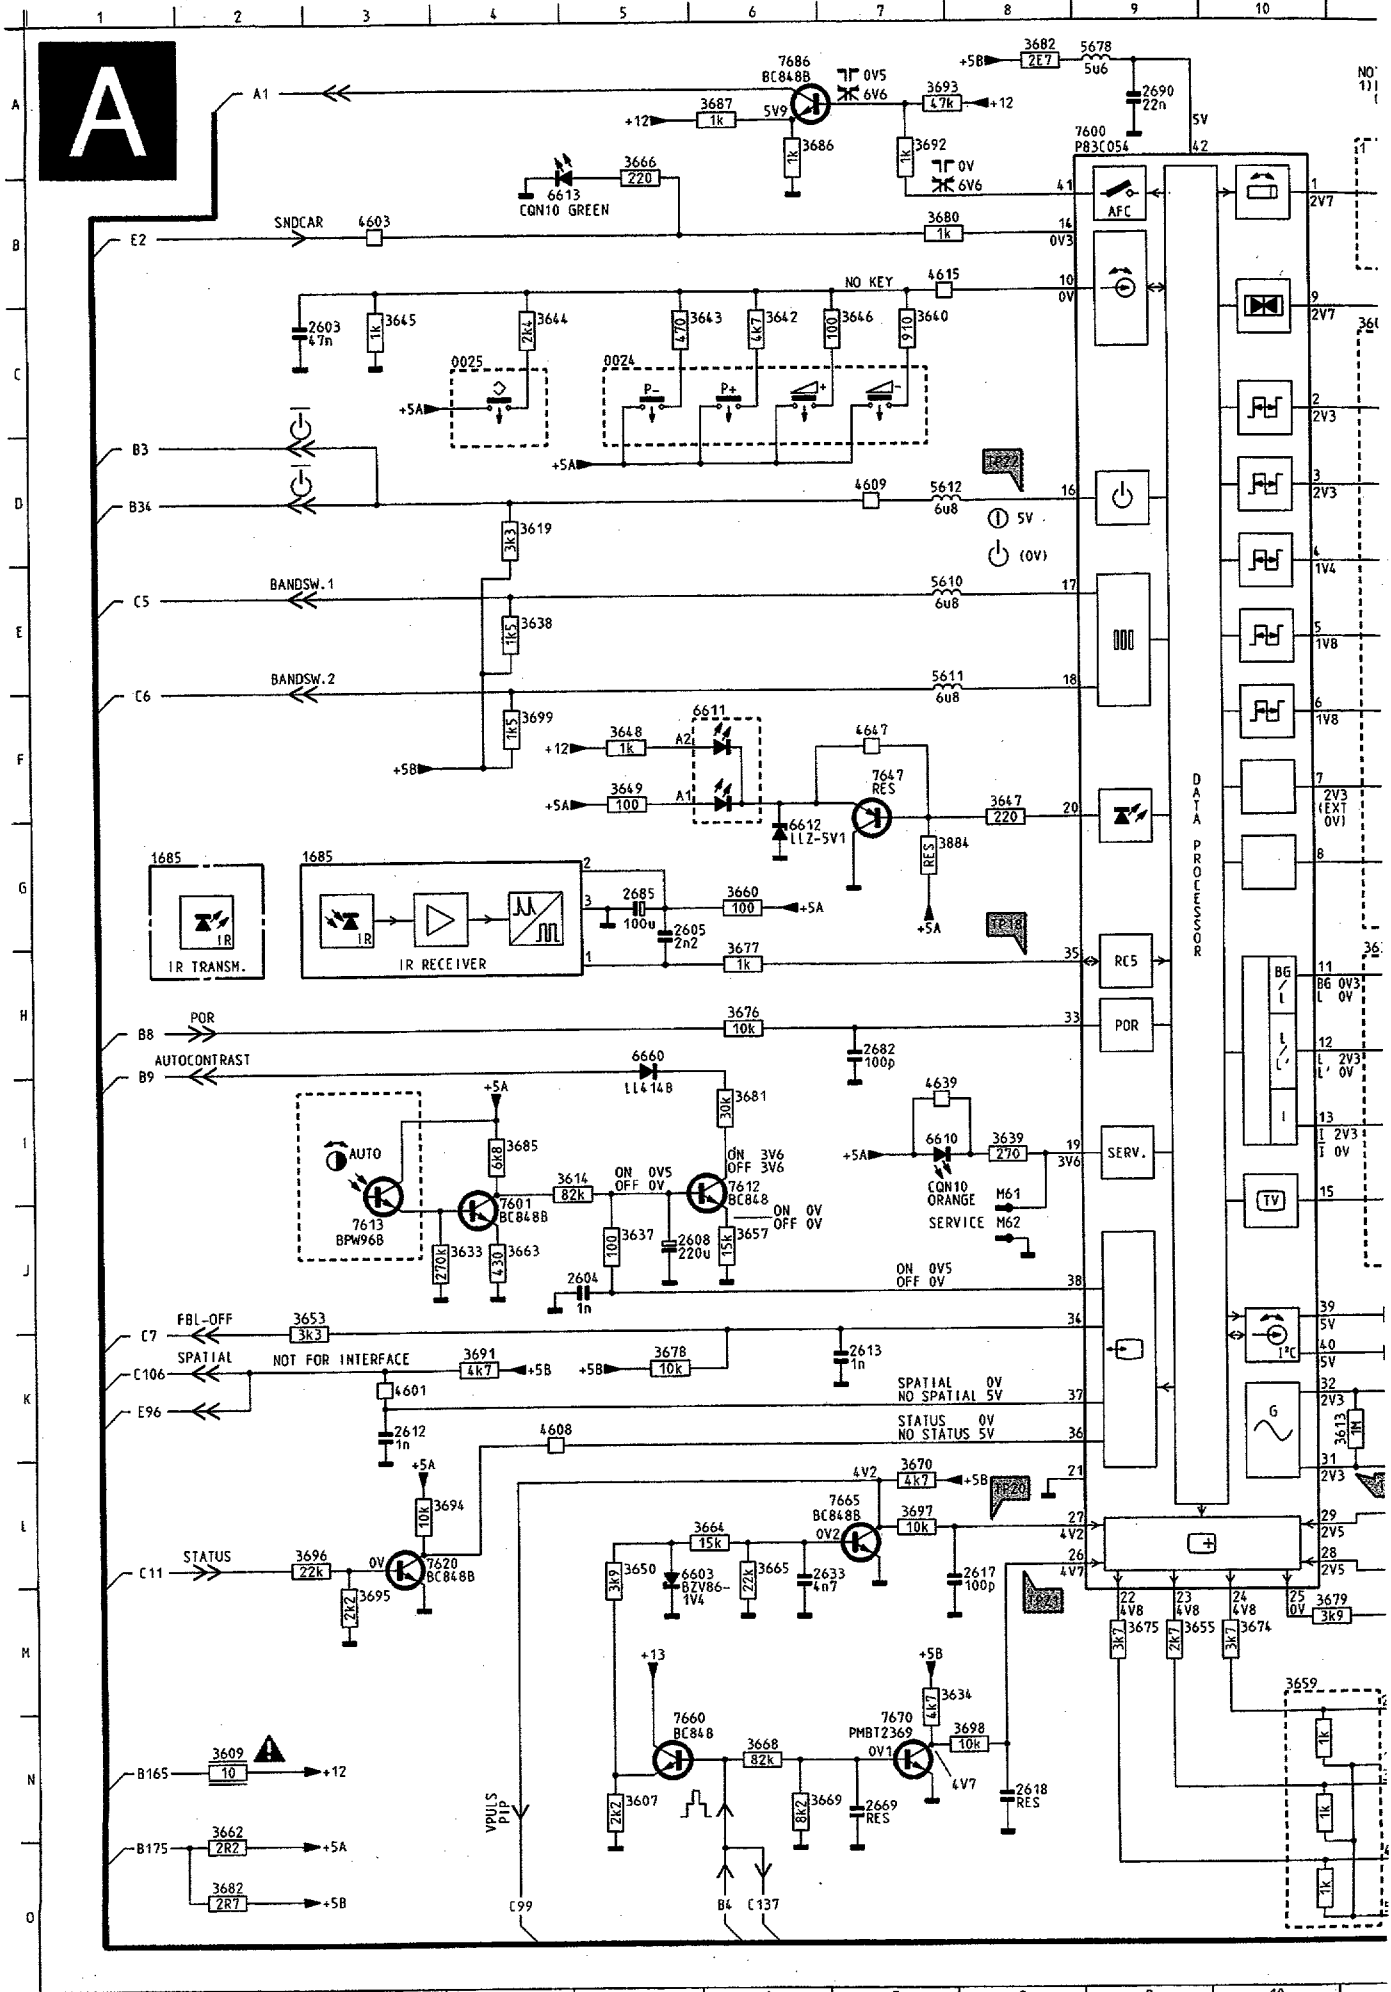 1 2 3 4 5 6 7 8 9 10
A
A1
7686
BC848B
0V5
6V6
3682
2E7
5678
5u6
+5B
2690
22n
5V
NO
1)
+12
3687
1k
5V9
3686
1k
3693
47k
+12
3692
1k
0V
6V6
7600
P83C054
42
41
AFC
1
2V7
3666
220
6613
CQN10 GREEN
B
E2
SNDCAR
4603
3680
1k
14
0V3
NO KEY
4615
10
0V
9
2V7
2603
47n
3645
1k
3644
2k4
3643
470
3642
4k7
3646
100
3640
910
C
0025
+5A
0024
P-
P+
+
-
+5A
2
2V3
B3
TP22
D
B34
4609
5612
6u8
16
5V
(0V)
3
2V3
3619
3k3
4
1V4
BANDSW.1
C5
5610
6u8
17
E
3638
1k5
5
1V8
BANDSW.2
C6
5611
6u8
18
6
1V8
3699
1k5
F
+5B
+12
3648
1k
A2
6611
4647
7647
RES
+5A
3649
100
A1
6612
LLZ-5V1
3647
220
20
3884
RES
+5A
7
2V3
(EXT
0V)
8
DATA PROCESSOR
G
1685
IR
IR TRANSM.
1685
IR
IR RECEIVER
2
3
1
2685
100u
2605
2n2
3660
100
+5A
3677
1k
TP18
35
RC5
H
B8
POR
3676
10k
2682
100p
33
POR
BG
/
L
11
BG 0V3
L 0V
L
/
L'
12
L 2V3
L' 0V
I
13
I 2V3
I 0V
B9
AUTOCONTRAST
6660
LL4148
3681
30k
I
+5A
AUTO
7613
BPW96B
3685
6k8
7601
BC848B
3614
82k
ON 0V5
OFF 0V
ON 3V6
OFF 3V6
7612
BC848
ON 0V
OFF 0V
4639
+5A
6610
CQN10
ORANGE
3639
270
19
3V6
SERV.
M61
SERVICE M62
TV
15
J
3633
270k
3663
430
3637
100
2608
220u
3657
15k
2604
1n
ON 0V5
OFF 0V
38
C7
FBL-OFF
3653
3k3
34
39
5V
I²C
40
5V
K
C106
SPATIAL
NOT FOR INTERFACE
3691
4k7
+5B
+5B
3678
10k
2613
1n
E96
4601
SPATIAL 0V
NO SPATIAL 5V
37
2612
1n
4608
STATUS 0V
NO STATUS 5V
36
G
32
2V3
3613
1M
31
2V3
+5A
3694
10k
4V2
3670
4k7
+5B
TP20
21
L
C11
STATUS
3696
22k
0V
7620
BC848B
3695
2k2
3664
15k
0V2
7665
BC848B
3697
10k
27
4V2
26
4V7
29
2V5
28
2V5
3650
3k9
6603
BZV86-
1V4
3665
22k
2633
4n7
2617
100p
TP21
M
22
4V8
3675
3k7
23
4V8
3655
2k7
24
4V8
3674
3k7
25
0V
3679
3k9
+13
+5B
3634
4k7
3659
1k
1k
1k
7660
BC848
3668
82k
7670
PMBT2369
0V1
3698
10k
4V7
2618
RES
N
B165
3609
10
+12
VPULS
PIP
3607
2k2
3669
8k2
2669
RES
B175
3662
2R2
+5A
O
3682
2R7
+5B
C99
B4
C137